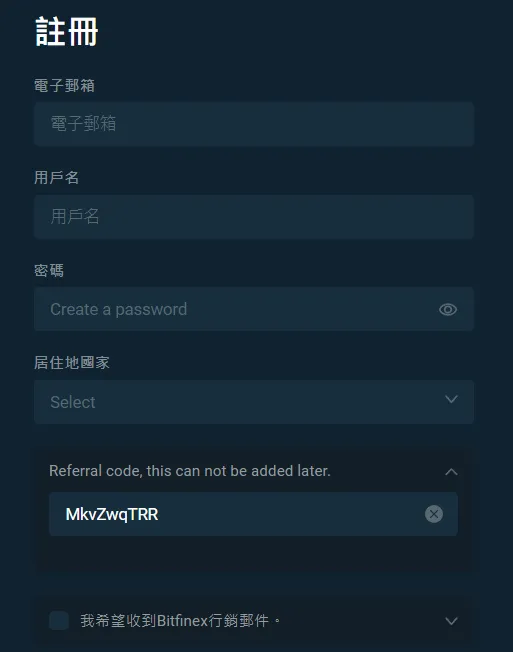 註冊
電子郵箱
電子郵箱
用戶名
用戶名
密碼
Create a password
居住地國家
Select
Referral code, this can not be added later.
MkvZwqTRR
我希望收到Bitfinex行銷郵件。